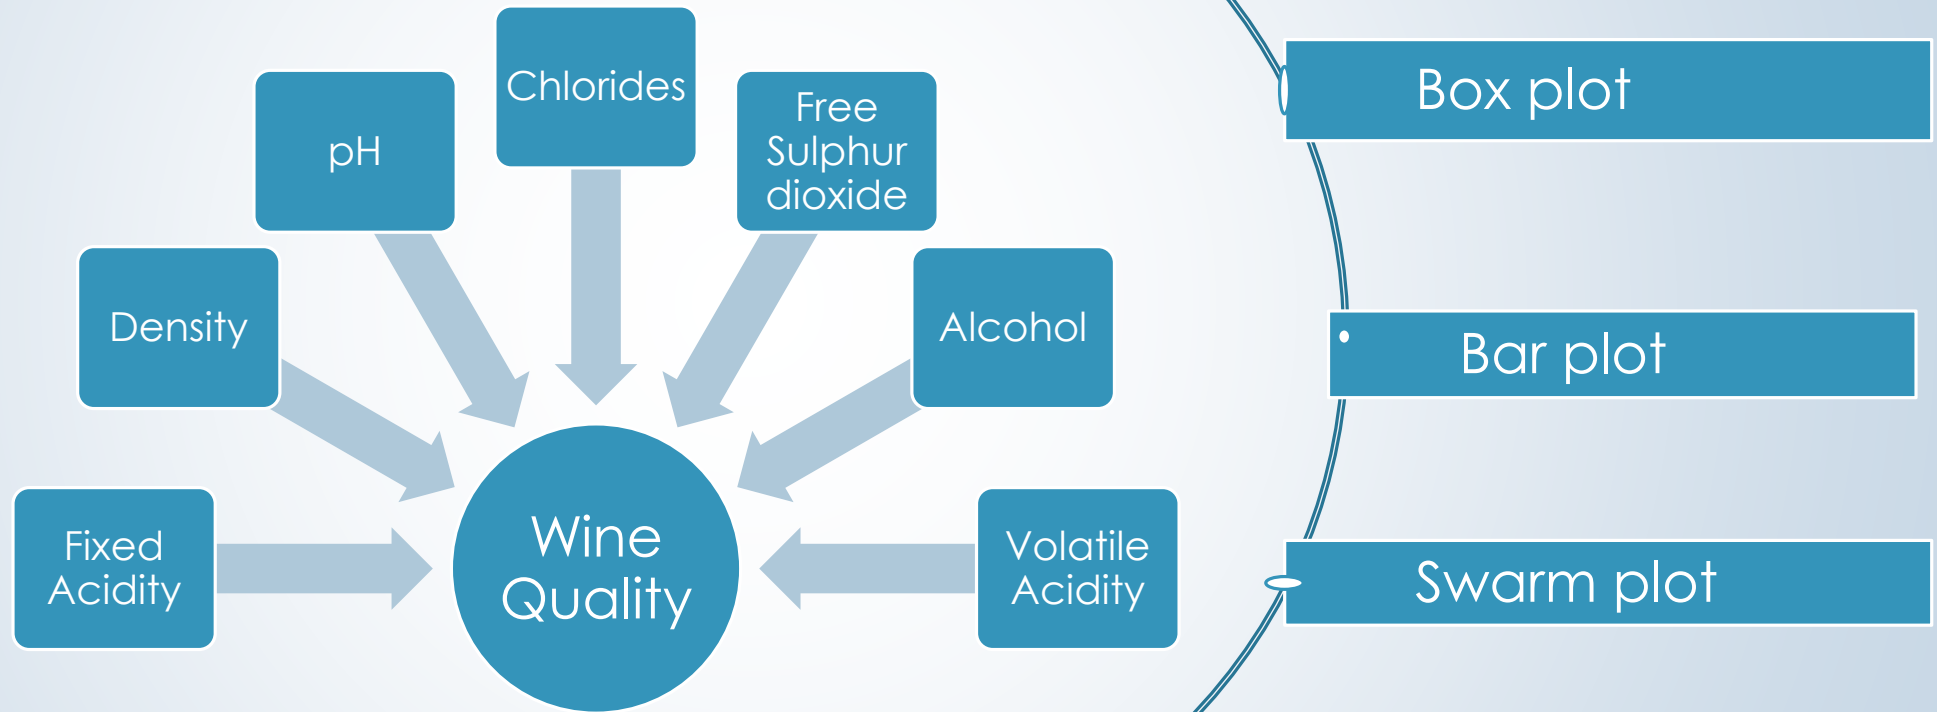 Chlorides
pH
Free
Sulphur
dioxide
Density
Alcohol
Fixed
Acidity
Wine
Quality
Volatile
Acidity
Box plot
Bar plot
Swarm plot